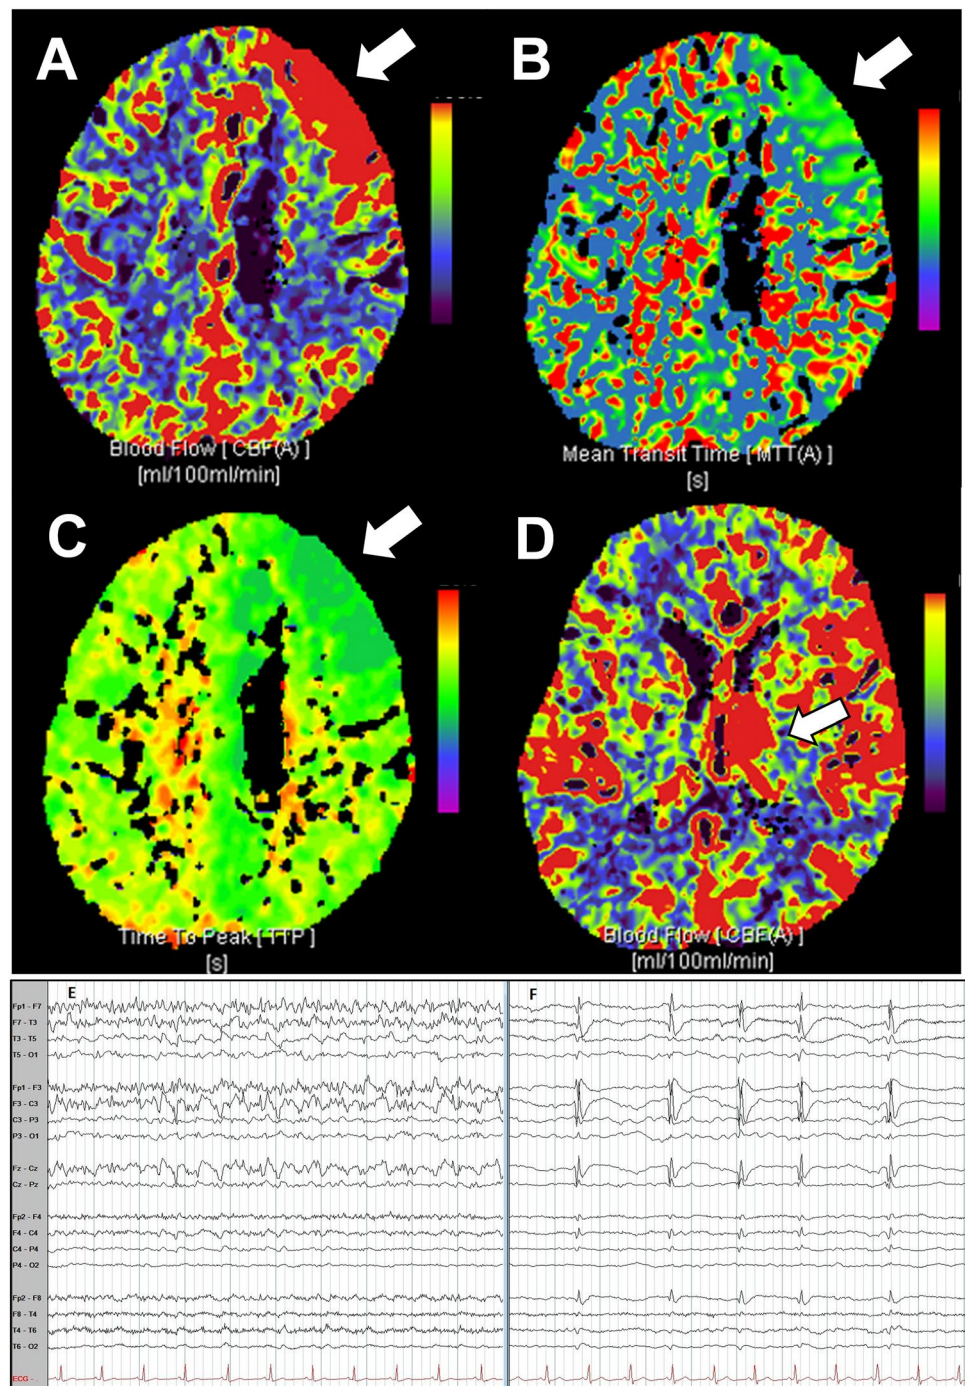 A
B
Blood Flow [ CBF(A) ]
[ml/100ml/min]
Mean Transit Time [ MTT(A) ]
[s]
C
D
Time To Peak [ TTP ]
[s]
Blood Flow [ CBF(A) ]
[ml/100ml/min]
E
F
Fp1 - F7
F7 - T3
T3 - T5
T5 - O1
Fp1 - F3
F3 - C3
C3 - P3
P3 - O1
Fz - Cz
Cz - Pz
Fp2 - F4
F4 - C4
C4 - P4
P4 - O2
Fp2 - F8
F8 - T4
T4 - T6
T6 - O2
ECG -